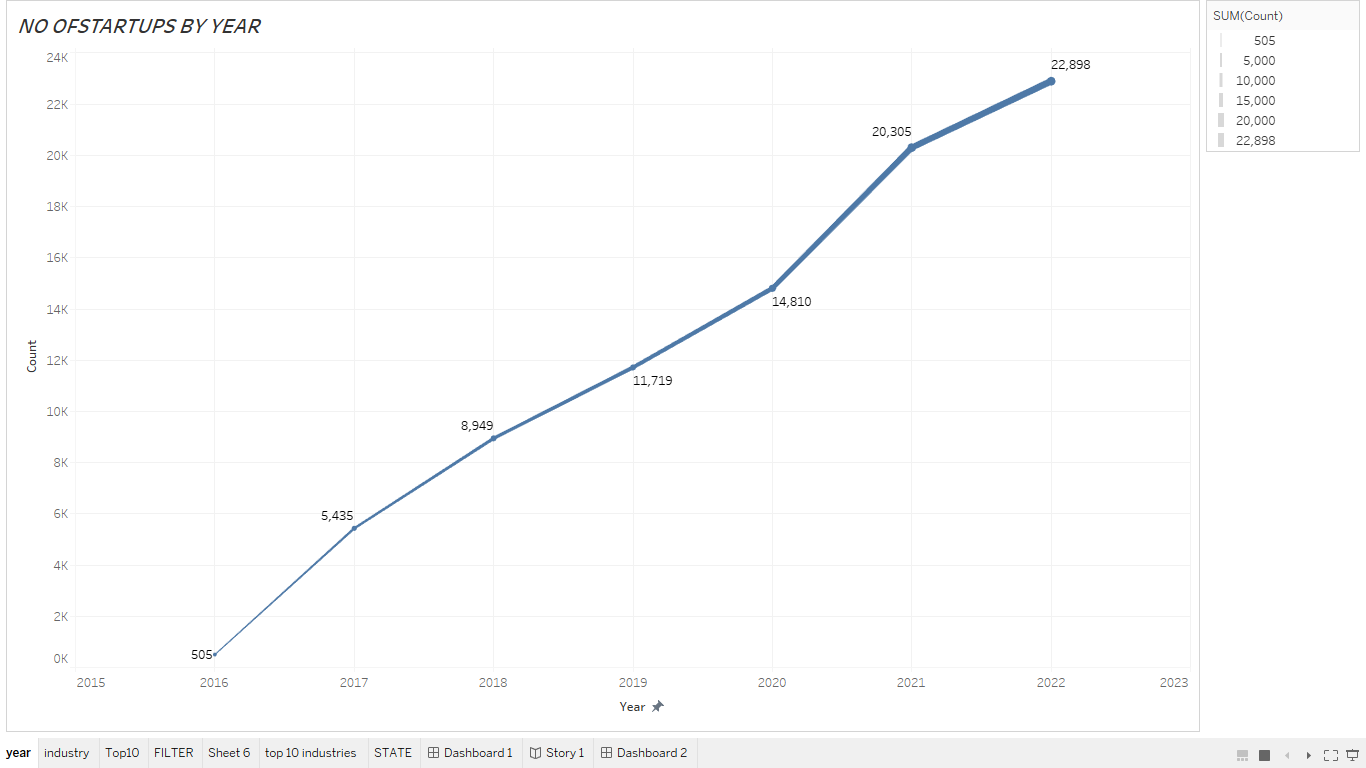 NO OFSTARTUPS BY YEAR
SUM(Count)
505
5,000
10,000
15,000
20,000
22,898
24K
22K
20K
18K
16K
14K
12K
10K
8K
6K
4K
2K
0K
Count
22,898
20,305
14,810
11,719
8,949
5,435
505
2015 2016 2017 2018 2019 2020 2021 2022 2023
Year
year industry Top10 FILTER Sheet 6 top 10 industries STATE Dashboard 1 Story 1 Dashboard 2